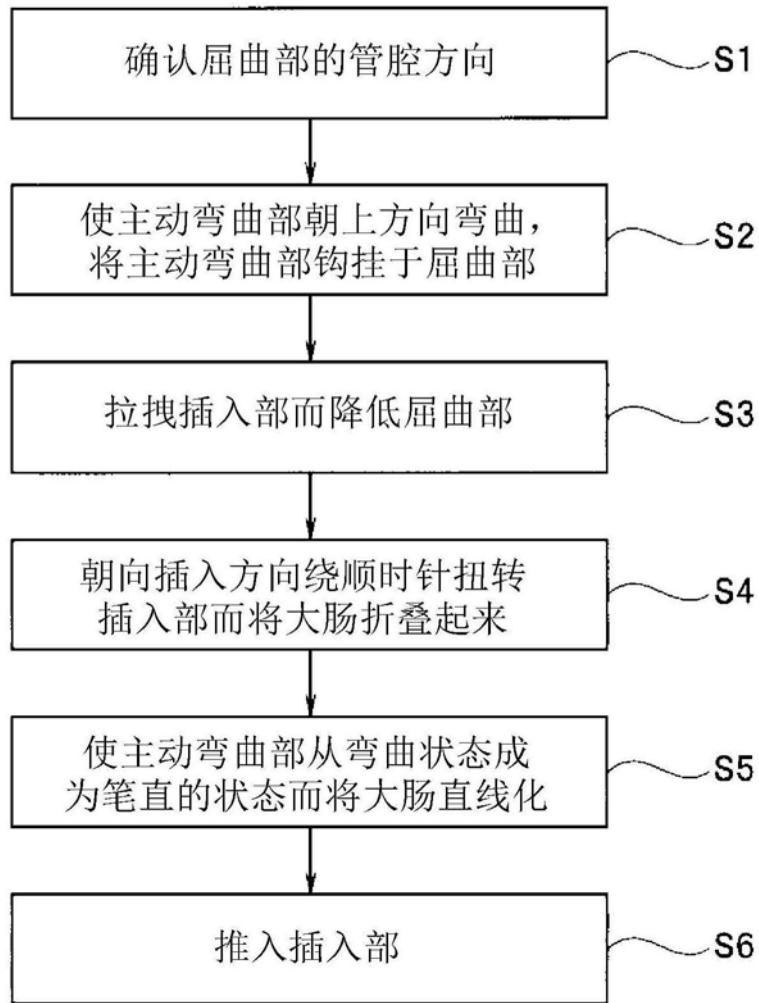 确认屈曲部的管腔方向
S1
使主动弯曲部朝上方向弯曲，
将主动弯曲部钩挂于屈曲部
S2
拉拽插入部而降低屈曲部
S3
朝向插入方向绕顺时针扭转
插入部而将大肠折叠起来
S4
使主动弯曲部从弯曲状态成
为笔直的状态而将大肠直线化
S5
推入插入部
S6